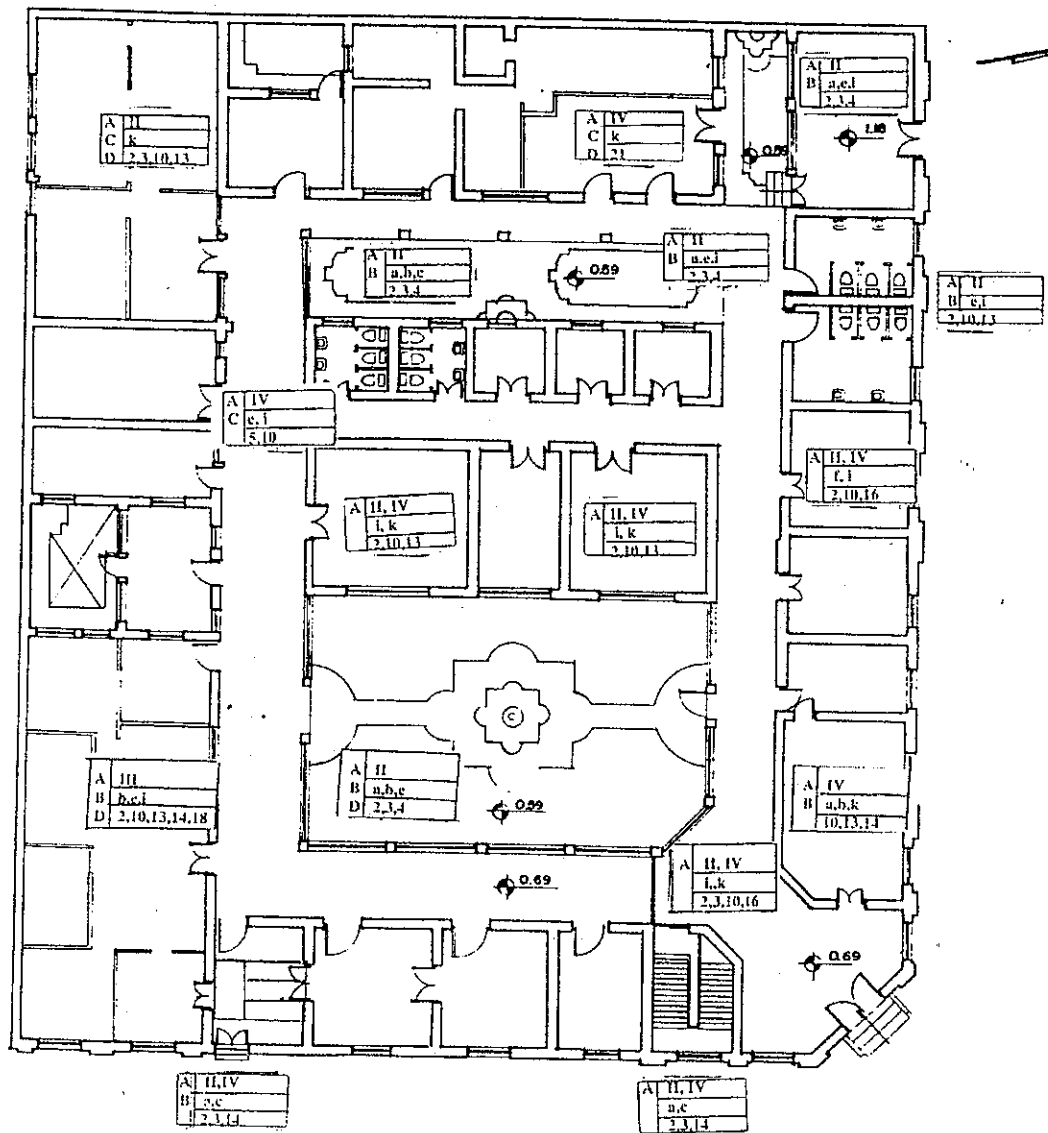 A II
B a,e,i
2,3,4
1.18
A II
C k
D 2,3,10,13
A IV
C k
D 21
0.59
A II
B a,b,e
2,3,4
A II
B a,e,i
2,3,4
0.59
A II
B e,i
2,10,13
A IV
C e, i
5,10
A II, IV
f, i
2,10,16
A II, IV
i, k
2,10,13
A II, IV
i, k
2,10,13
C
A II
B a,b,e
D 2,3,4
0.59
A III
B b,e,i
D 2,10,13,14,18
A IV
B a,b,k
10,13,14
A II, IV
i,,k
2,3,10,16
0.69
0.69
A II,IV
B a,e
2,3,14
A II, IV
a,e
2,3,14